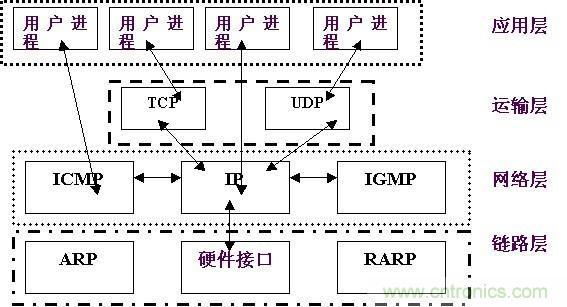 用户进程
用户进程
用户进程
用户进程
应用层
TCP
UDP
运输层
ICMP
IP
IGMP
网络层
ARP
硬件接口
RARP
链路层
www.cntronics.com